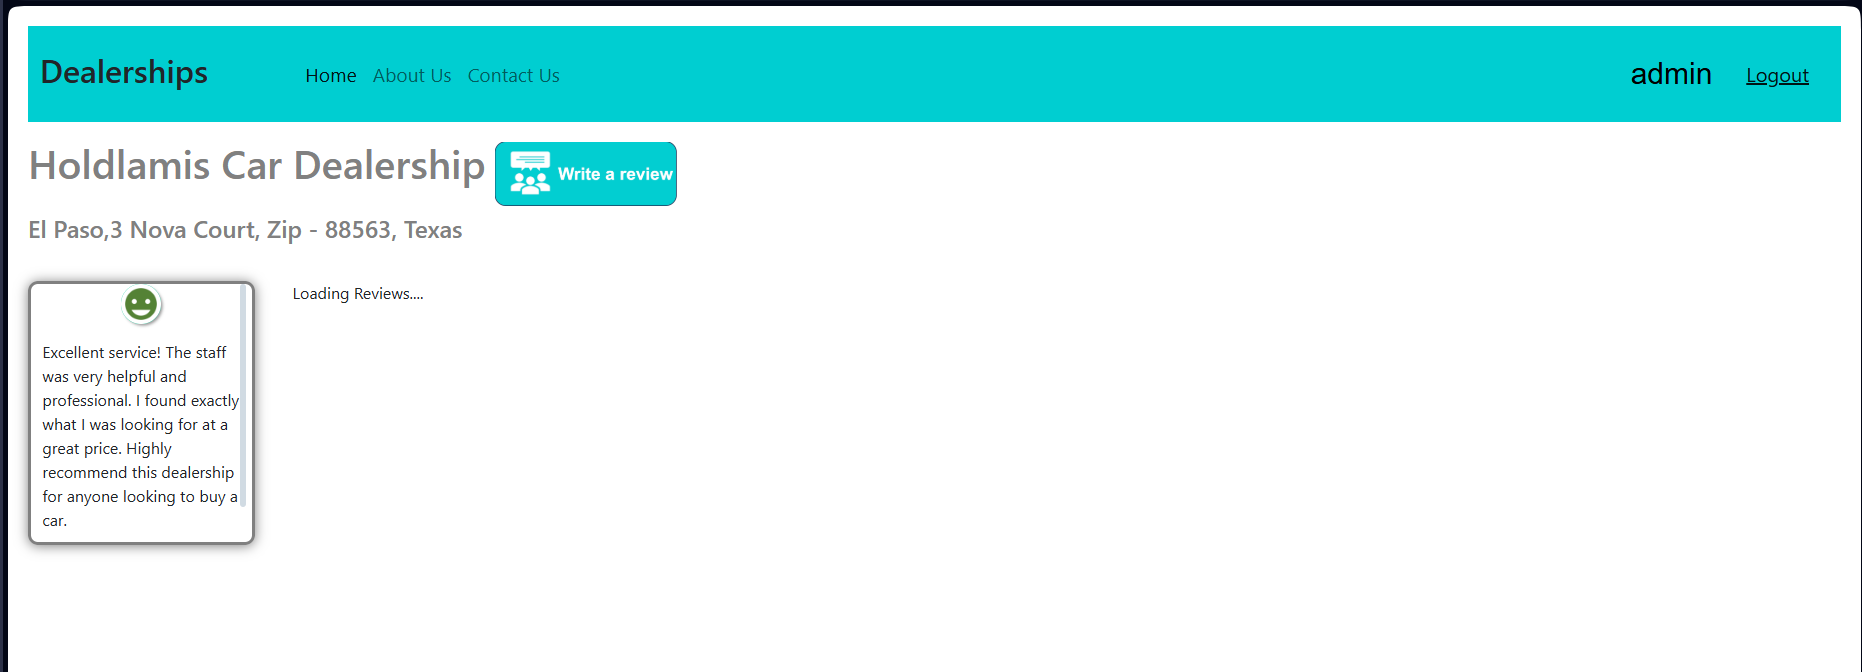 Dealerships
Home About Us Contact Us
admin Logout
Holdlamis Car Dealership
Write a review
El Paso,3 Nova Court, Zip - 88563, Texas
Excellent service! The staff
was very helpful and
professional. I found exactly
what I was looking for at a
great price. Highly
recommend this dealership
for anyone looking to buy a
car.
Loading Reviews....